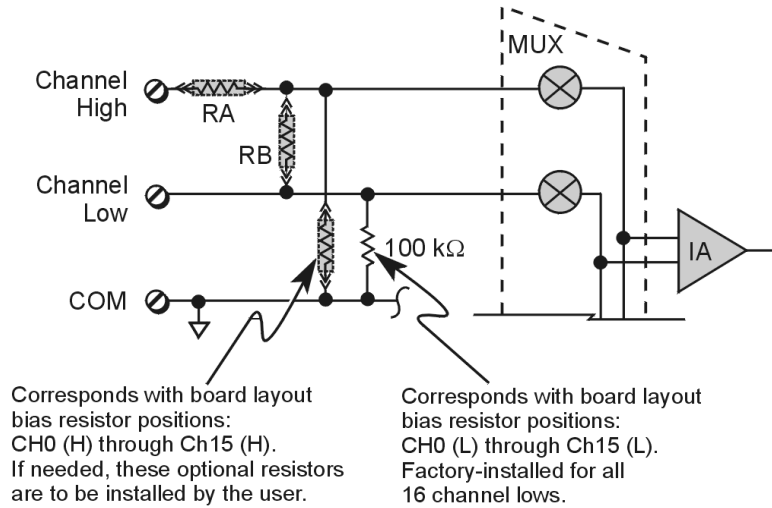 MUX
Channel
High
RA
RB
Channel
Low
100 kΩ
IA
COM
Corresponds with board layout
bias resistor positions:
CH0 (H) through Ch15 (H).
If needed, these optional resistors
are to be installed by the user.
Corresponds with board layout
bias resistor positions:
CH0 (L) through Ch15 (L).
Factory-installed for all
16 channel lows.